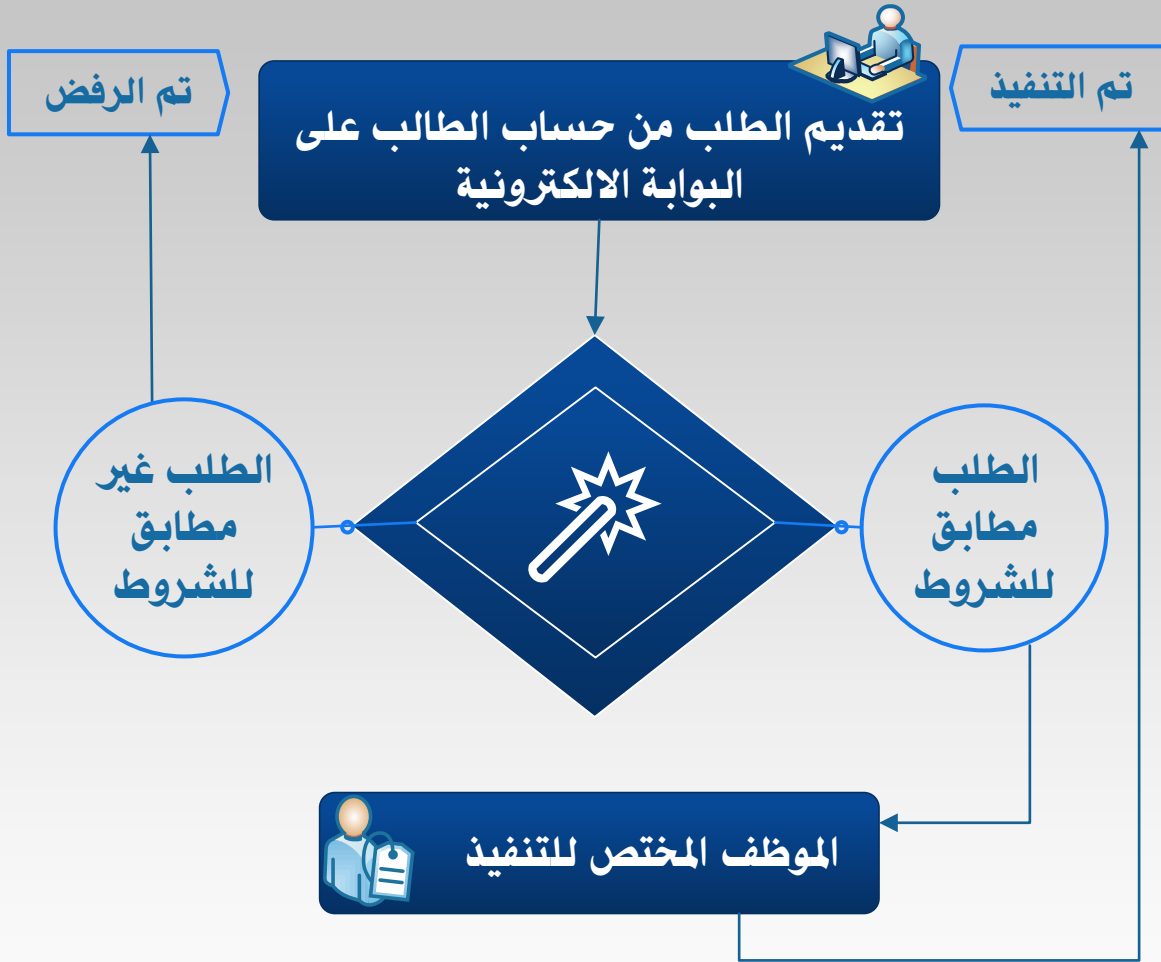 تم التنفيذ
تم الرفض
تقديم الطلب من حساب الطالب على
البوابة الالكترونية
الطلب
مطابق
للشروط
الطلب غير
مطابق
للشروط
الموظف المختص للتنفيذ